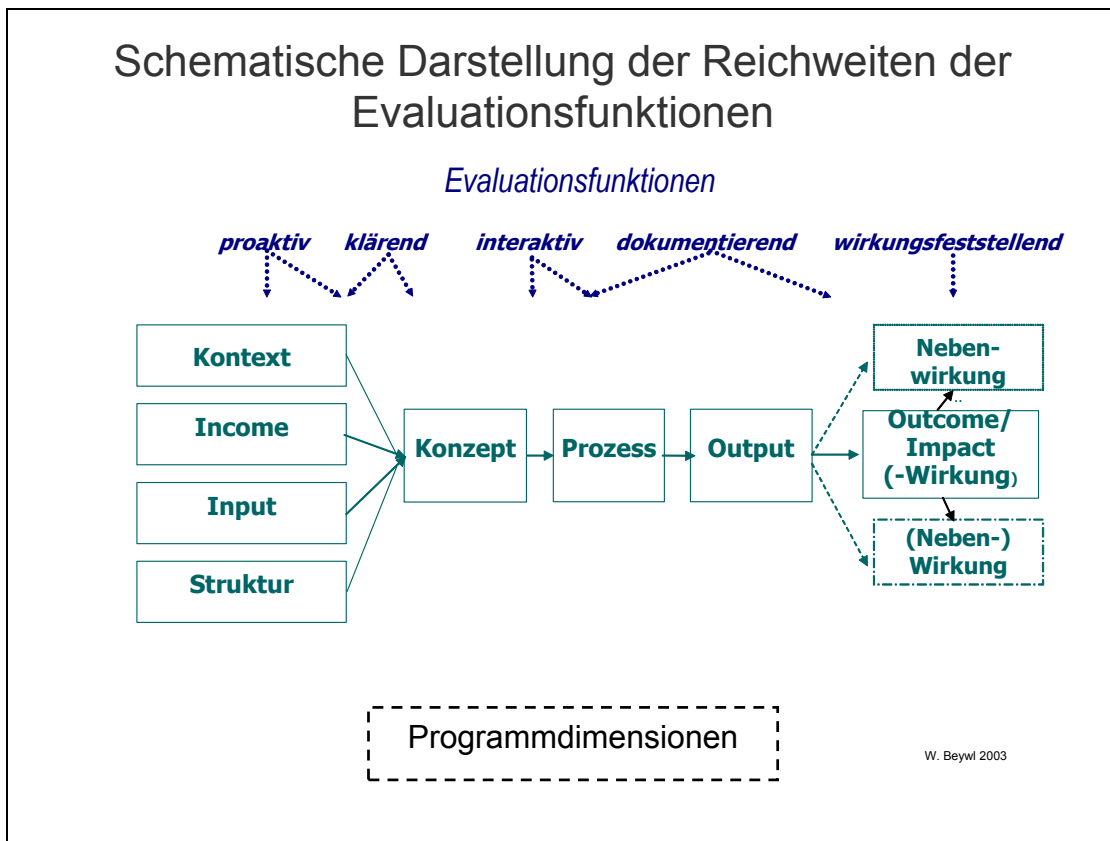 Schematische Darstellung der Reichweiten der
Evaluationsfunktionen
Evaluationsfunktionen
proaktiv klärend interaktiv dokumentierend wirkungsfeststellend
Kontext
Income
Input
Struktur
Konzept
Prozess
Output
Neben-
wirkung
..
Outcome/
Impact
(-Wirkung)
(Neben-)
Wirkung
Programmdimensionen
W. Beywl 2003